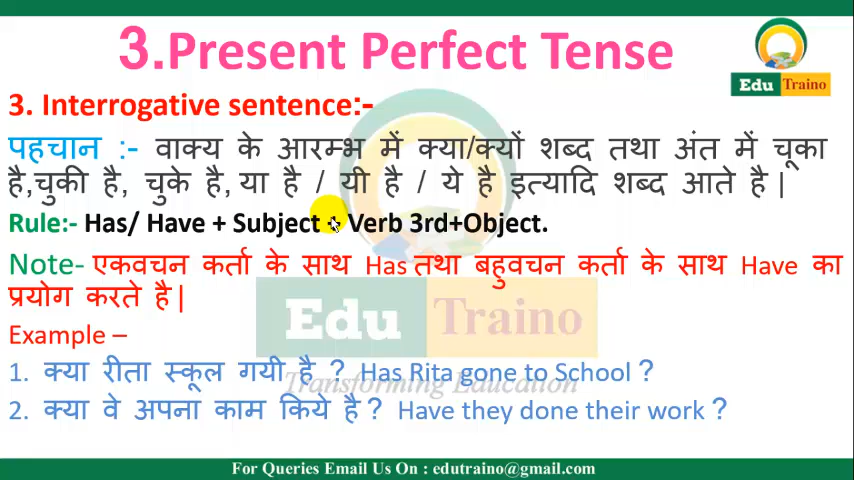 3.Present Perfect Tense
Edu Traino
3. Interrogative sentence:-
पहचान :- वाक्य के आरम्भ में क्या/क्यों शब्द तथा अंत में चूका
है,चुकी है, चुके है, या है / यी है / ये है इत्यादि शब्द आते है|
Rule:- Has/ Have + Subject + Verb 3rd+Object.
Note- एकवचन कर्ता के साथ Has तथा बहुवचन कर्ता के साथ Have का
प्रयोग करते है|
Edu Traino
Example –
1. क्या रीता स्कूल गयी है ? Has Rita gone to School ?
Transforming Education
2. क्या वे अपना काम किये है ? Have they done their work ?
For Queries Email Us On : edutraino@gmail.com